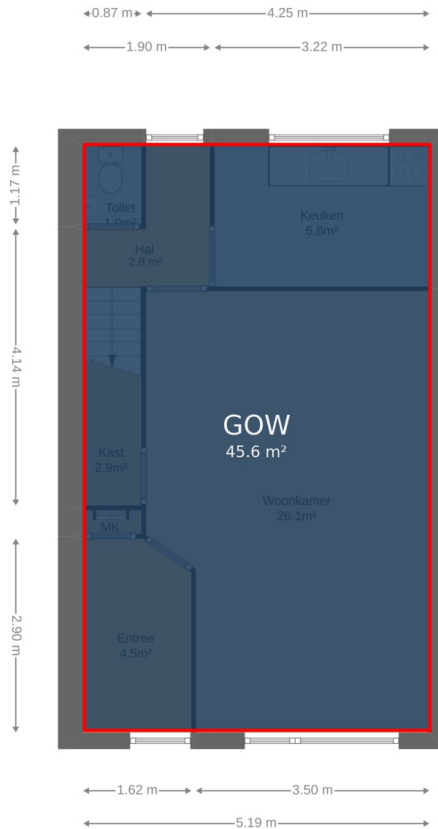 0.87 m
4.25 m
1.90 m
3.22 m
1.17 m
Toilet
1.0m²
Keuken
6.8m²
Hal
2.8 m²
4.14 m
GOW
45.6 m²
Kast
2.9m²
Woonkamer
26.1m²
MK
2.90 m
Entree
4.5m²
1.62 m
3.50 m
5.19 m